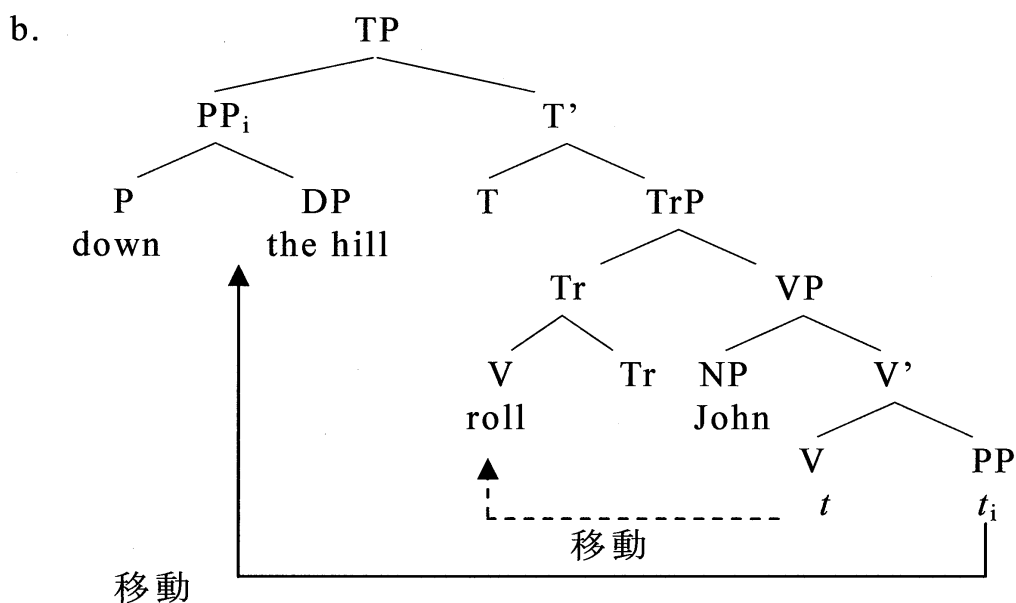 b.
TP
PPi T’
P DP T TrP
down the hill
Tr VP
V Tr NP V’
roll John
V PP
t ti
移動
移動